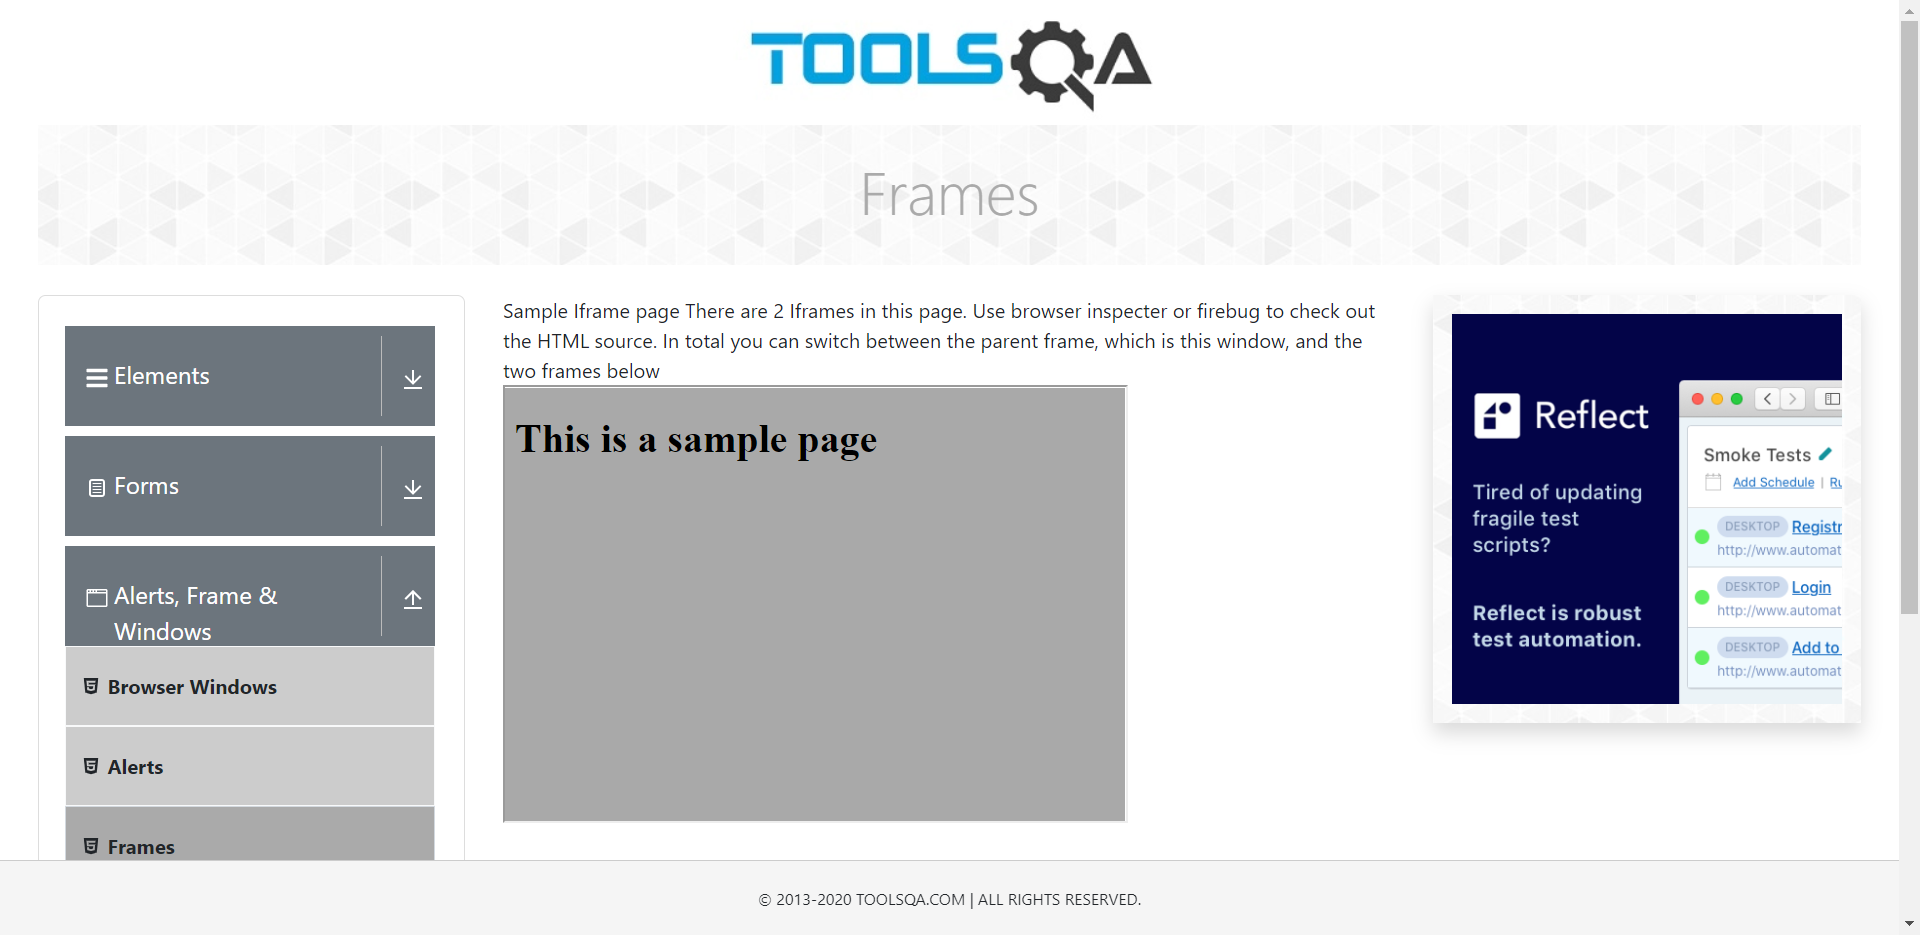 TOOLSQA
Frames
Elements
Forms
Alerts, Frame &
Windows
Browser Windows
Alerts
Frames
Sample Iframe page There are 2 Iframes in this page. Use browser inspecter or firebug to check out
the HTML source. In total you can switch between the parent frame, which is this window, and the
two frames below
This is a sample page
Reflect
Tired of updating
fragile test
scripts?
Reflect is robust
test automation.
Smoke Tests
Add Schedule | Ru
DESKTOP Registr
http://www.automat
DESKTOP Login
http://www.automat
DESKTOP Add to
http://www.automat
© 2013-2020 TOOLSQA.COM | ALL RIGHTS RESERVED.